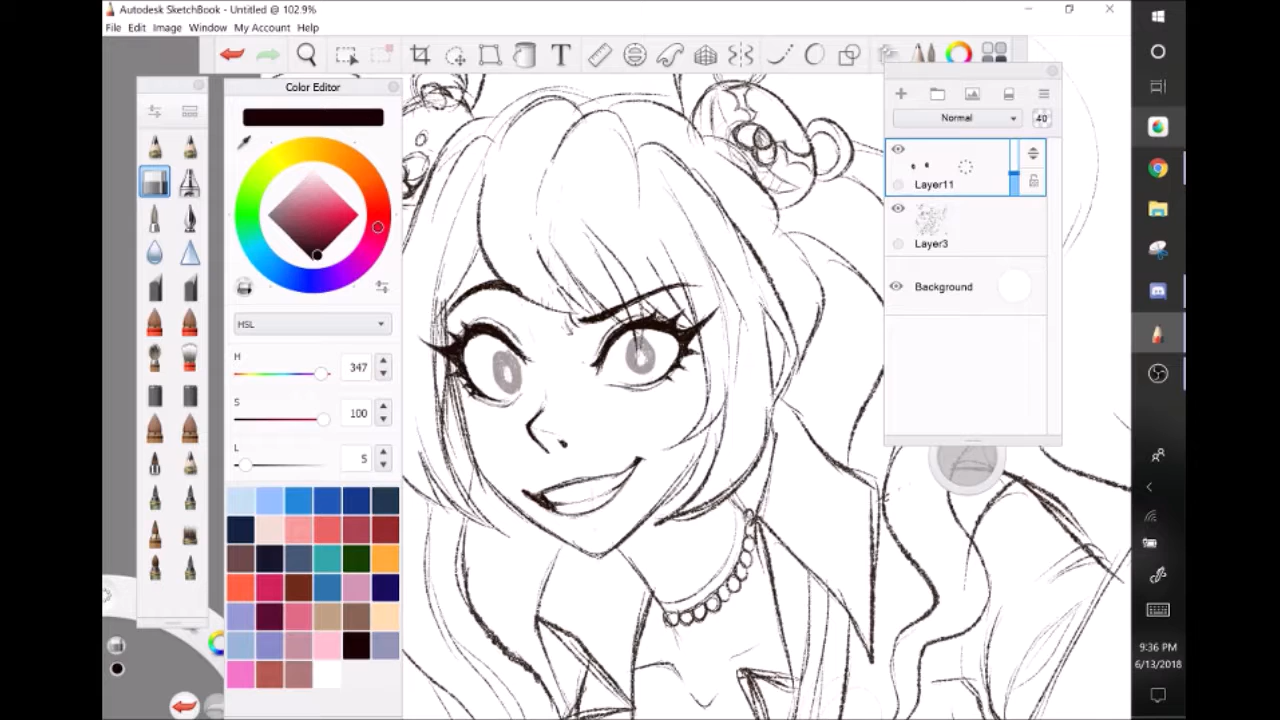 Autodesk SketchBook - Untitled @ 102.9%
File Edit Image Window My Account Help
T
Color Editor
Normal 40
Layer11
Layer3
Background
HSL
H 347
S 100
L 5
9:36 PM
6/13/2018